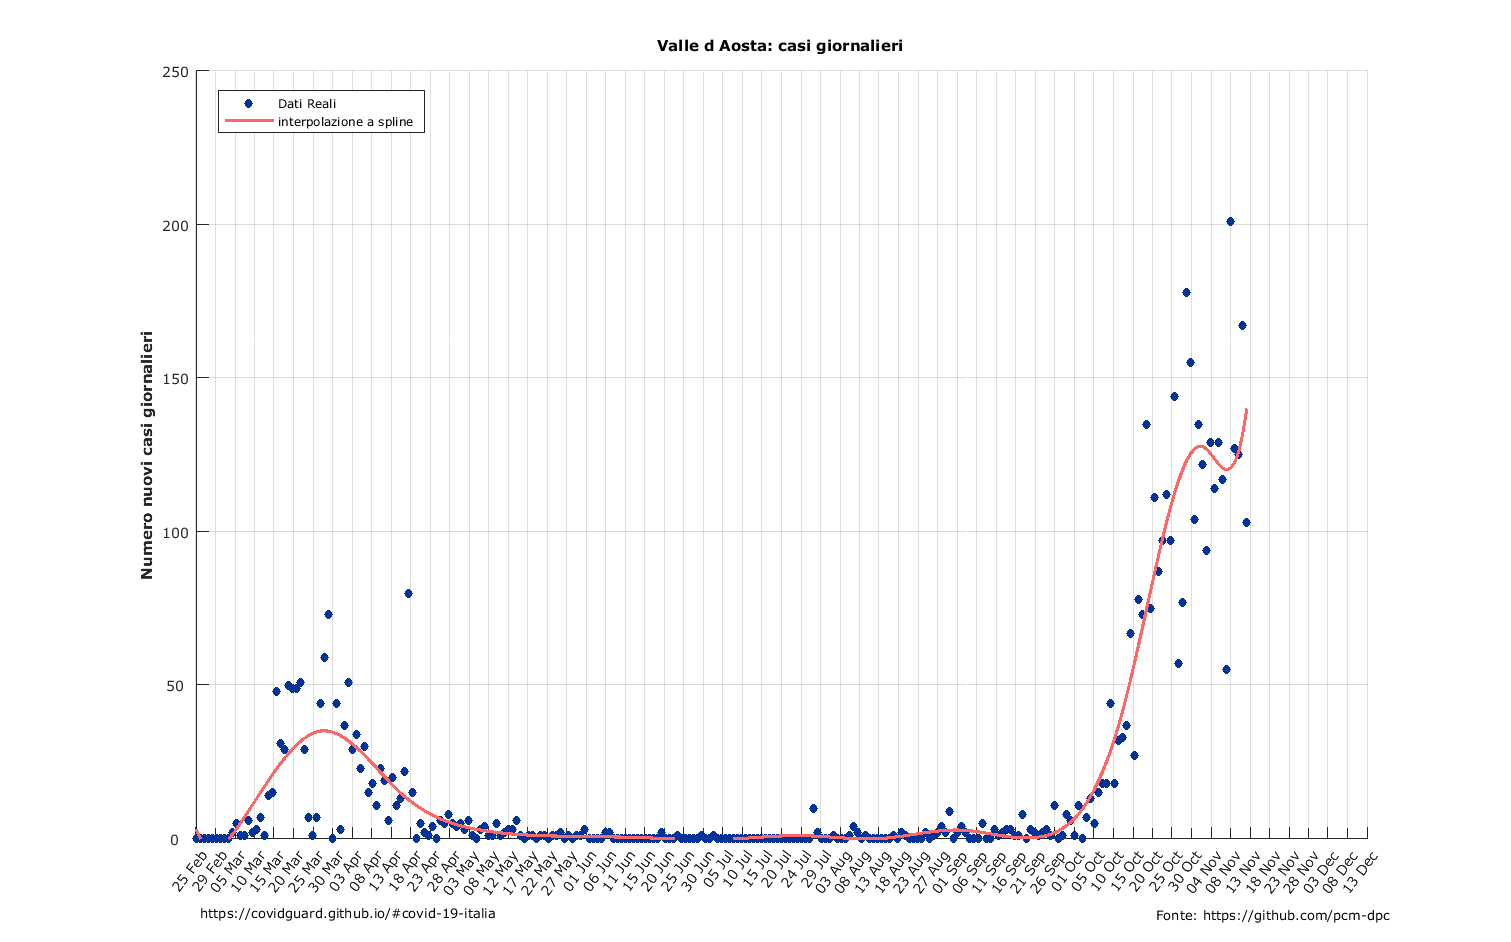 Valle d Aosta: casi giornalieri
Numero nuovi casi giornalieri
250
200
150
100
50
0
Dati Reali
interpolazione a spline
25 Feb
29 Feb
05 Mar
10 Mar
15 Mar
20 Mar
25 Mar
30 Mar
03 Apr
08 Apr
13 Apr
18 Apr
23 Apr
28 Apr
03 May
08 May
12 May
17 May
22 May
27 May
01 Jun
06 Jun
11 Jun
15 Jun
20 Jun
25 Jun
30 Jun
05 Jul
10 Jul
15 Jul
20 Jul
24 Jul
29 Jul
03 Aug
08 Aug
13 Aug
18 Aug
23 Aug
27 Aug
01 Sep
06 Sep
11 Sep
16 Sep
21 Sep
26 Sep
01 Oct
05 Oct
10 Oct
15 Oct
20 Oct
25 Oct
30 Oct
04 Nov
08 Nov
13 Nov
18 Nov
23 Nov
28 Nov
03 Dec
08 Dec
13 Dec
https://covidguard.github.io/#covid-19-italia
Fonte: https://github.com/pcm-dpc